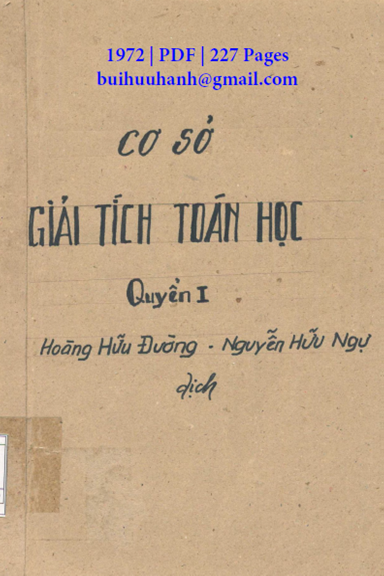 1972 | PDF | 227 Pages
buihuuhanh@gmail.com
CƠ SỞ
GIẢI TÍCH TOÁN HỌC
Quyển I
Hoàng Hữu Đường - Nguyễn Hữu Ngự
dịch